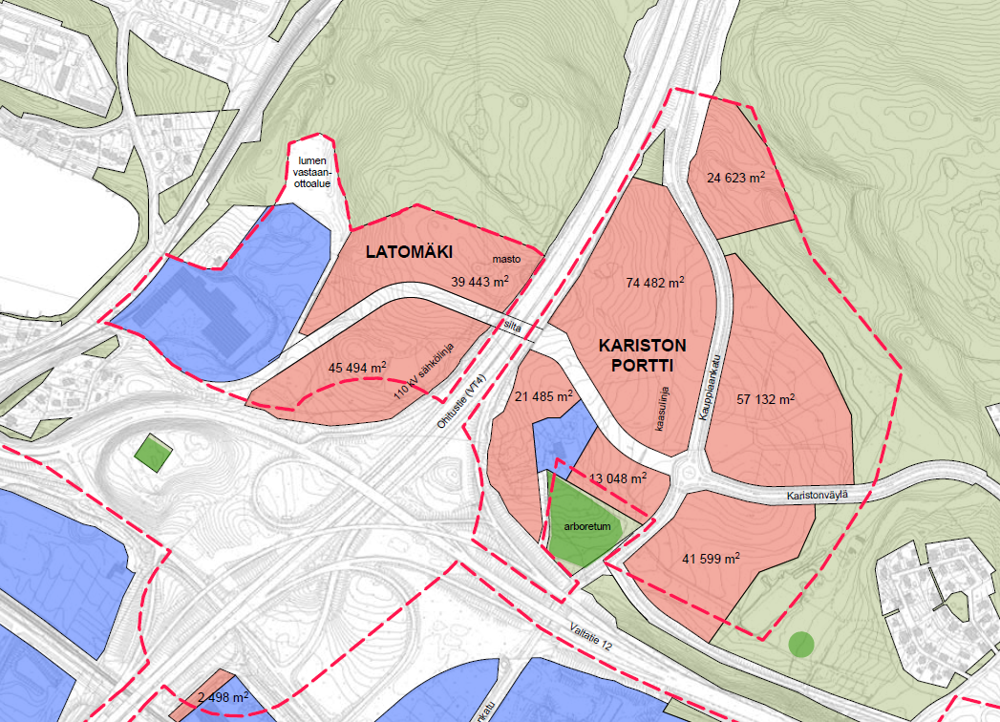 lumen
vastaan-
ottoalue
24 623 m²
LATOMÄKI
masto
39 443 m²
74 482 m²
silta
KARISTON
PORTTI
45 494 m²
110 kV sähkölinja
Ohitustie (VT4)
21 485 m²
kaasulinja
Kauppiaankatu
57 132 m²
13 048 m²
Karistonväylä
arboretum
41 599 m²
Valtatie 12
2 498 m²
nkatu